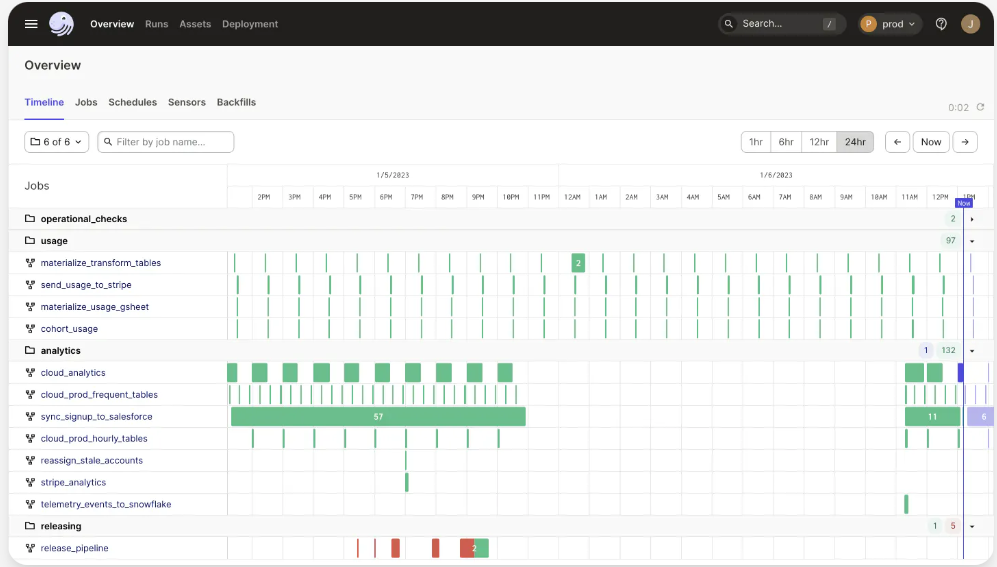 Overview Runs Assets Deployment Search... / P prod J
Overview
Timeline Jobs Schedules Sensors Backfills 0:02
6 of 6 Filter by job name... 1hr 6hr 12hr 24hr ← Now →
Jobs
1/5/2023 1/6/2023
2PM 3PM 4PM 5PM 6PM 7PM 8PM 9PM 10PM 11PM 12AM 1AM 2AM 3AM 4AM 5AM 6AM 7AM 8AM 9AM 10AM 11AM 12PM 1PM
Now
operational_checks 2
usage 97
materialize_transform_tables 2
send_usage_to_stripe
materialize_usage_gsheet
cohort_usage
analytics 1 132
cloud_analytics
cloud_prod_frequent_tables
sync_signup_to_salesforce 57 11 6
cloud_prod_hourly_tables
reassign_stale_accounts
stripe_analytics
telemetry_events_to_snowflake
releasing 1 5
release_pipeline 2